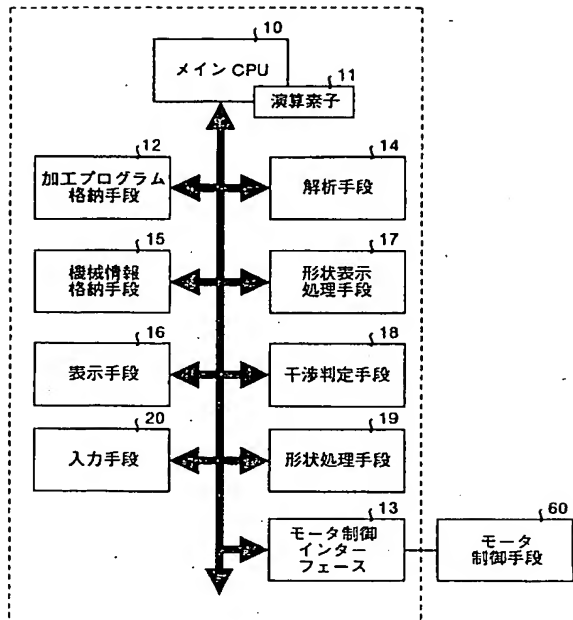 10
メイン CPU
11
演算素子
12
加工プログラム
格納手段
14
解析手段
15
機械情報
格納手段
17
形状表示
処理手段
16
表示手段
18
干渉判定手段
20
入力手段
19
形状処理手段
13
モータ制御
インター
フェース
60
モータ
制御手段